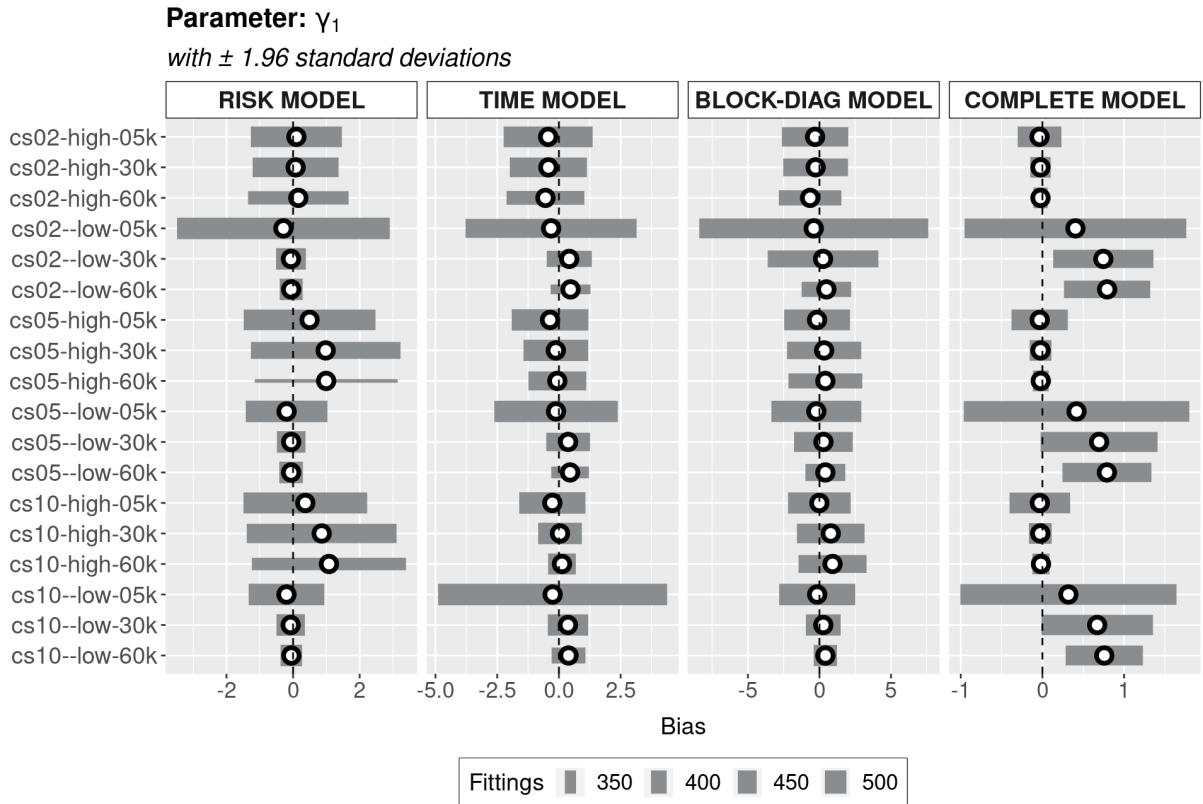 Parameter: γ1
with ± 1.96 standard deviations
RISK MODEL TIME MODEL BLOCK-DIAG MODEL COMPLETE MODEL
cs02-high-05k
cs02-high-30k
cs02-high-60k
cs02--low-05k
cs02--low-30k
cs02--low-60k
cs05-high-05k
cs05-high-30k
cs05-high-60k
cs05--low-05k
cs05--low-30k
cs05--low-60k
cs10-high-05k
cs10-high-30k
cs10-high-60k
cs10--low-05k
cs10--low-30k
cs10--low-60k
-2 0 2 -5.0 -2.5 0.0 2.5 -5 0 5 -1 0 1
Bias
Fittings 350 400 450 500